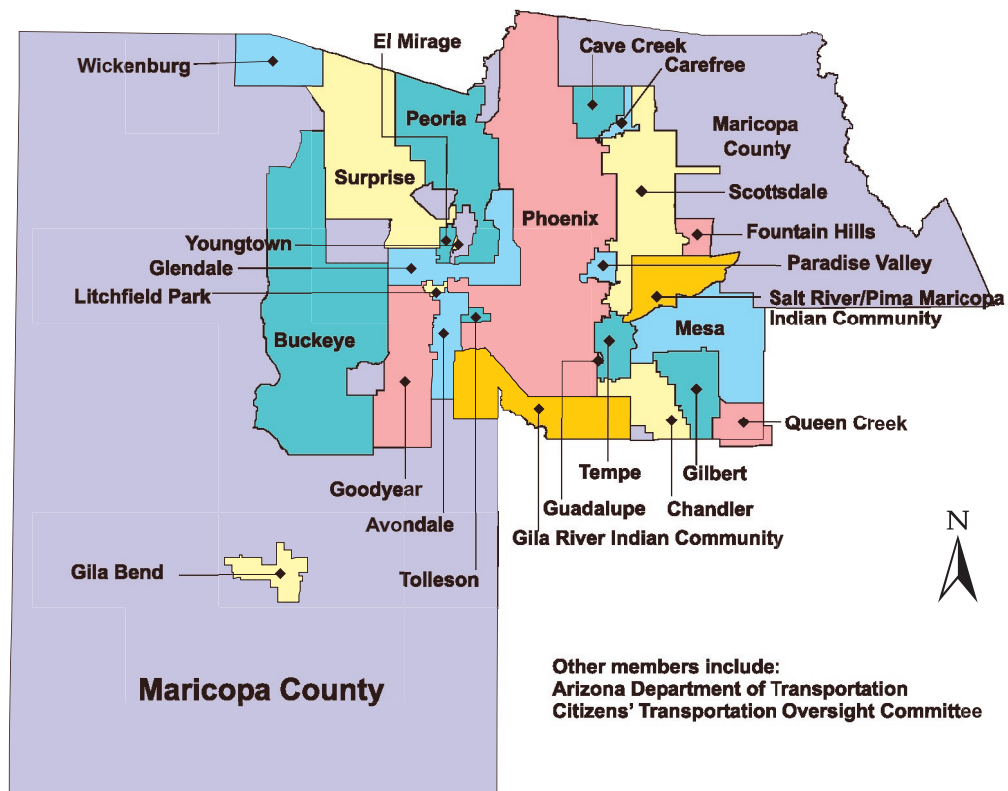 El Mirage
Cave Creek
Carefree
Wickenburg
Peoria
Maricopa
County
Surprise
Scottsdale
Phoenix
Fountain Hills
Youngtown
Glendale
Paradise Valley
Litchfield Park
Salt River/Pima Maricopa
Indian Community
Mesa
Buckeye
Queen Creek
Tempe
Gilbert
Goodyear
Guadalupe
Chandler
Avondale
Gila River Indian Community
Gila Bend
Tolleson
N
Maricopa County
Other members include:
Arizona Department of Transportation
Citizens’ Transportation Oversight Committee